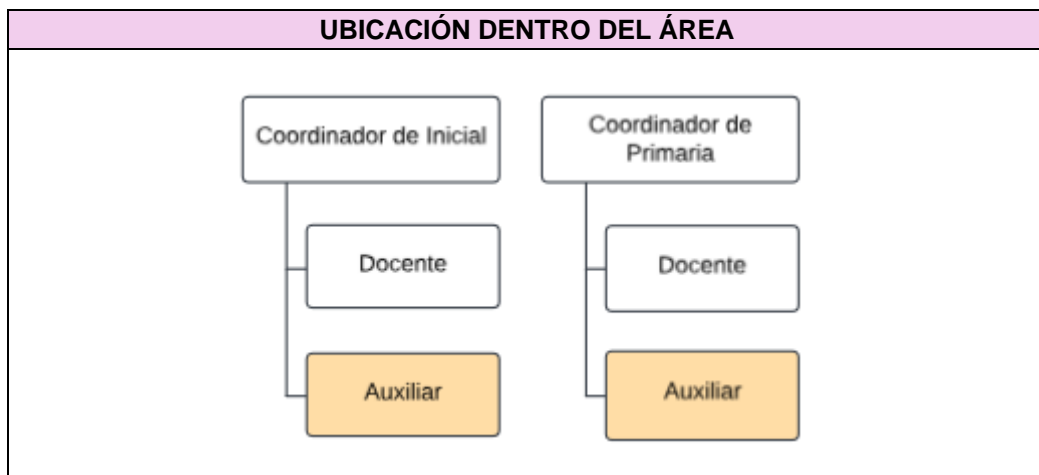 UBICACIÓN DENTRO DEL ÁREA
Coordinador de Inicial
Docente
Auxiliar
Coordinador de
Primaria
Docente
Auxiliar